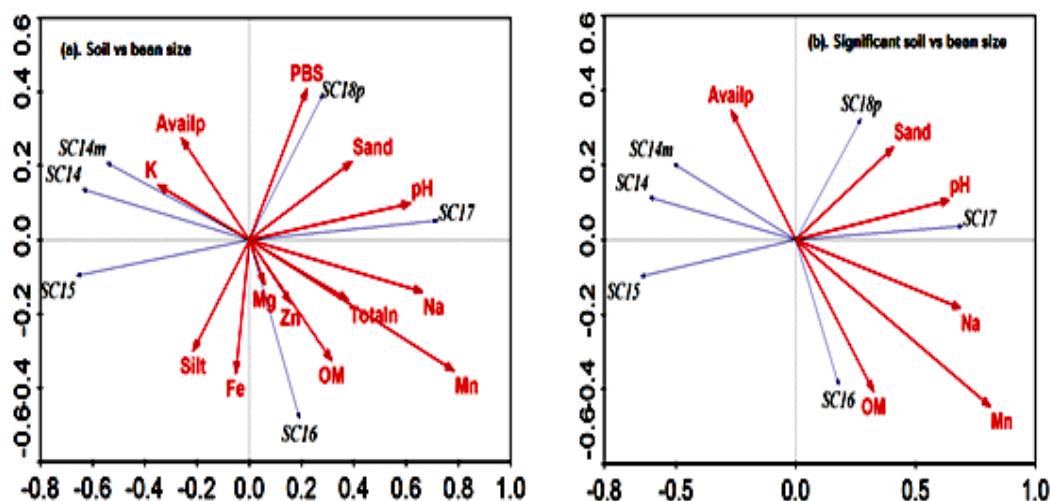 (a). Soil vs bean size
PBS
SC18p
Availp
Sand
SC14m
K
SC14
pH
SC17
SC15
Mg
Zn
Totaln
Na
Silt
Fe
OM
Mn
SC16
0.6
0.4
0.2
0.0
-0.2
-0.4
-0.6
-0.8 -0.6 -0.4 -0.2 0.0 0.2 0.4 0.6 0.8 1.0
(b). Significant soil vs bean size
Availp
SC18p
Sand
SC14m
SC14
pH
SC17
SC15
Na
SC16
OM
Mn
0.6
0.4
0.2
0.0
-0.2
-0.4
-0.6
-0.8 -0.5 0.0 0.5 1.0